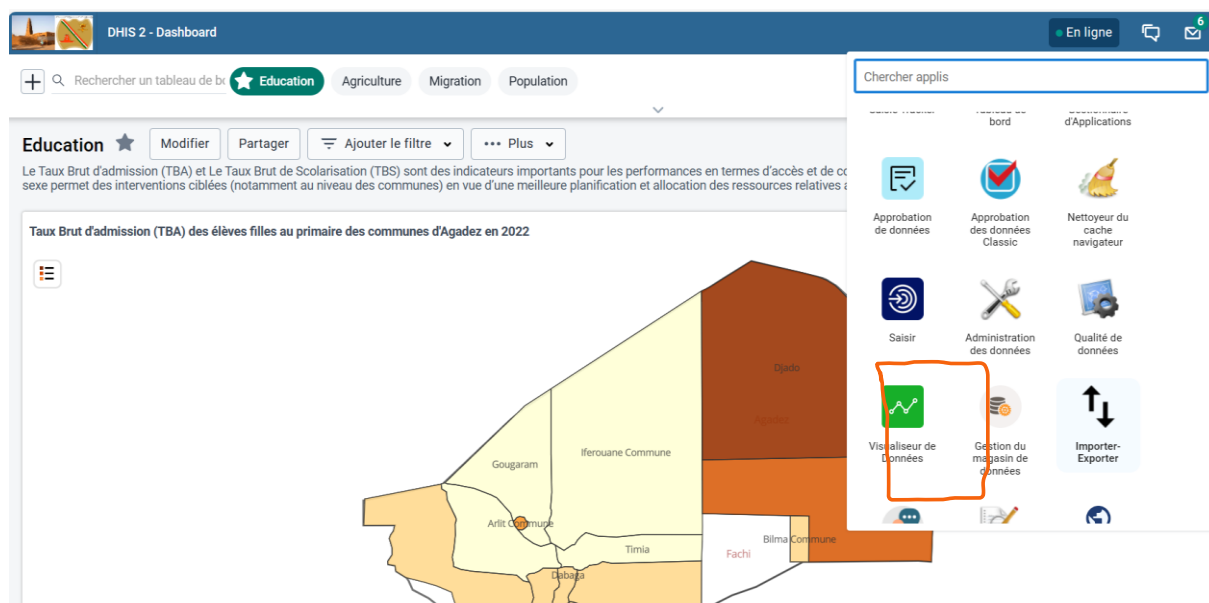 DHIS 2 - Dashboard
En ligne
6
Rechercher un tableau de bo
Education
Agriculture
Migration
Population
Chercher applis
Education
Modifier
Partager
Ajouter le filtre
Plus
Le Taux Brut d'admission (TBA) et Le Taux Brut de Scolarisation (TBS) sont des indicateurs importants pour les performances en termes d'accès et de co
sexe permet des interventions ciblées (notamment au niveau des communes) en vue d'une meilleure planification et allocation des ressources relatives a
Taux Brut d'admission (TBA) des élèves filles au primaire des communes d'Agadez en 2022
Djado
Agadez
Iferouane Commune
Gougaram
Arlit Commune
Timia
Fachi
Bilma Commune
Dabaga
bord
d'Applications
Approbation
de données
Approbation
des données
Classic
Nettoyeur du
cache
navigateur
Saisir
Administration
des données
Qualité de
données
Visualiseur de
Données
Gestion du
magasin de
données
Importer-
Exporter